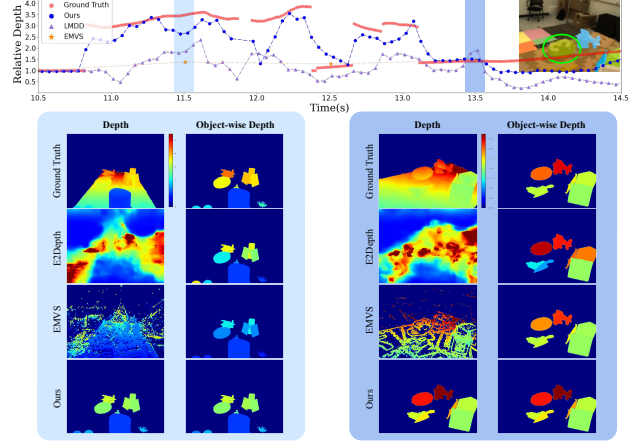 Relative Depth
4.0
3.5
3.0
2.5
2.0
1.5
1.0
0.5
Ground Truth
Ours
LMDD
EMVS
10.5 11.0 11.5 12.0 12.5 13.0 13.5 14.0 14.5
Time(s)
Depth Object-wise Depth
Ground Truth
E2Depth
EMVS
Ours
Depth Object-wise Depth
Ground Truth
E2Depth
EMVS
Ours